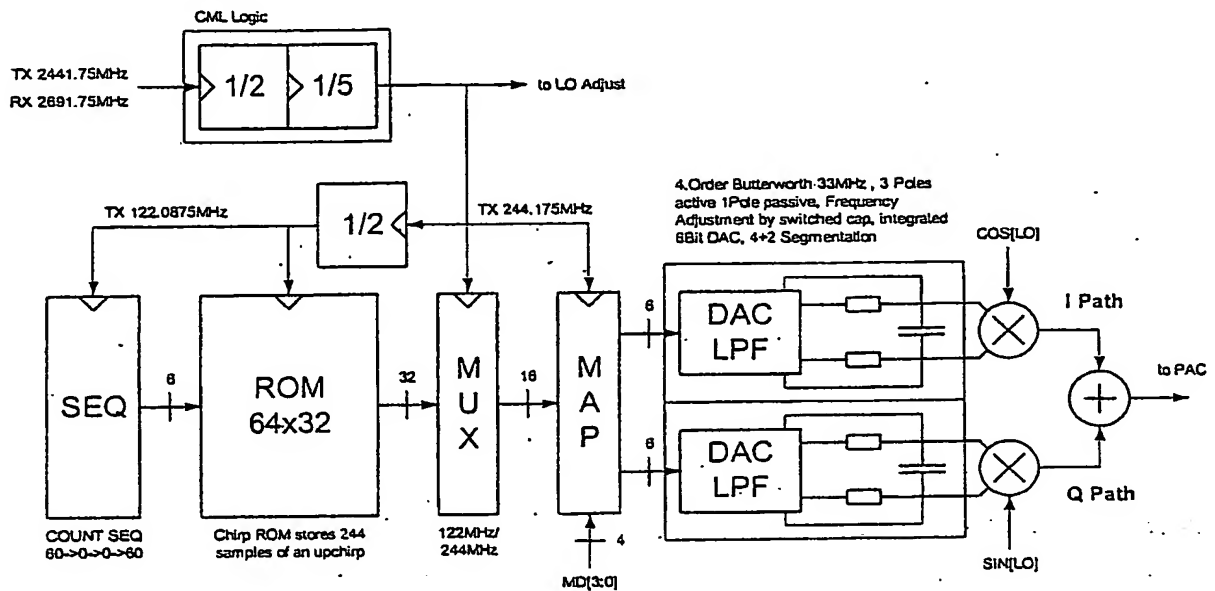 CML Logic
TX 2441.75MHz
RX 2691.75MHz
1/2
1/5
to LO Adjust
TX 122.0875MHz
1/2
TX 244.175MHz
4.Order Butterworth 33MHz , 3 Poles
active 1Pole passive, Frequency
Adjustment by switched cap, integrated
6Bit DAC, 4+2 Segmentation
COS[LO]
SEQ
6
ROM
64x32
32
MUX
16
MAP
6
DAC
LPF
I Path
to PAC
6
DAC
LPF
Q Path
COUNT SEQ
60->0->0->60
Chirp ROM stores 244
samples of an upchirp
122MHz/
244MHz
4
MD[3:0]
SIN[LO]